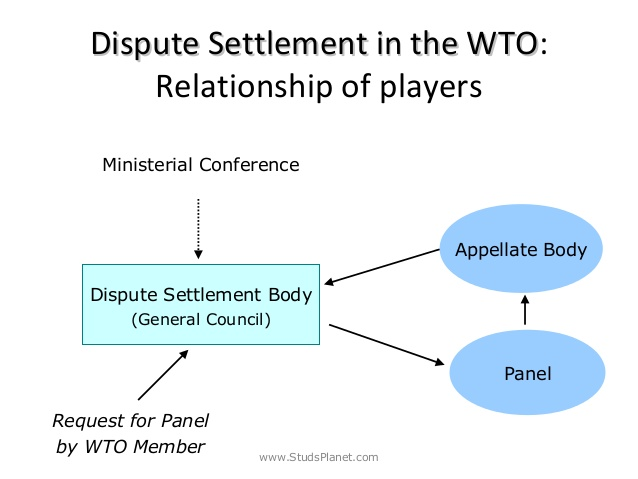 Dispute Settlement in the WTO:
Relationship of players
Ministerial Conference
Appellate Body
Dispute Settlement Body
(General Council)
Panel
Request for Panel
by WTO Member
www.StudsPlanet.com